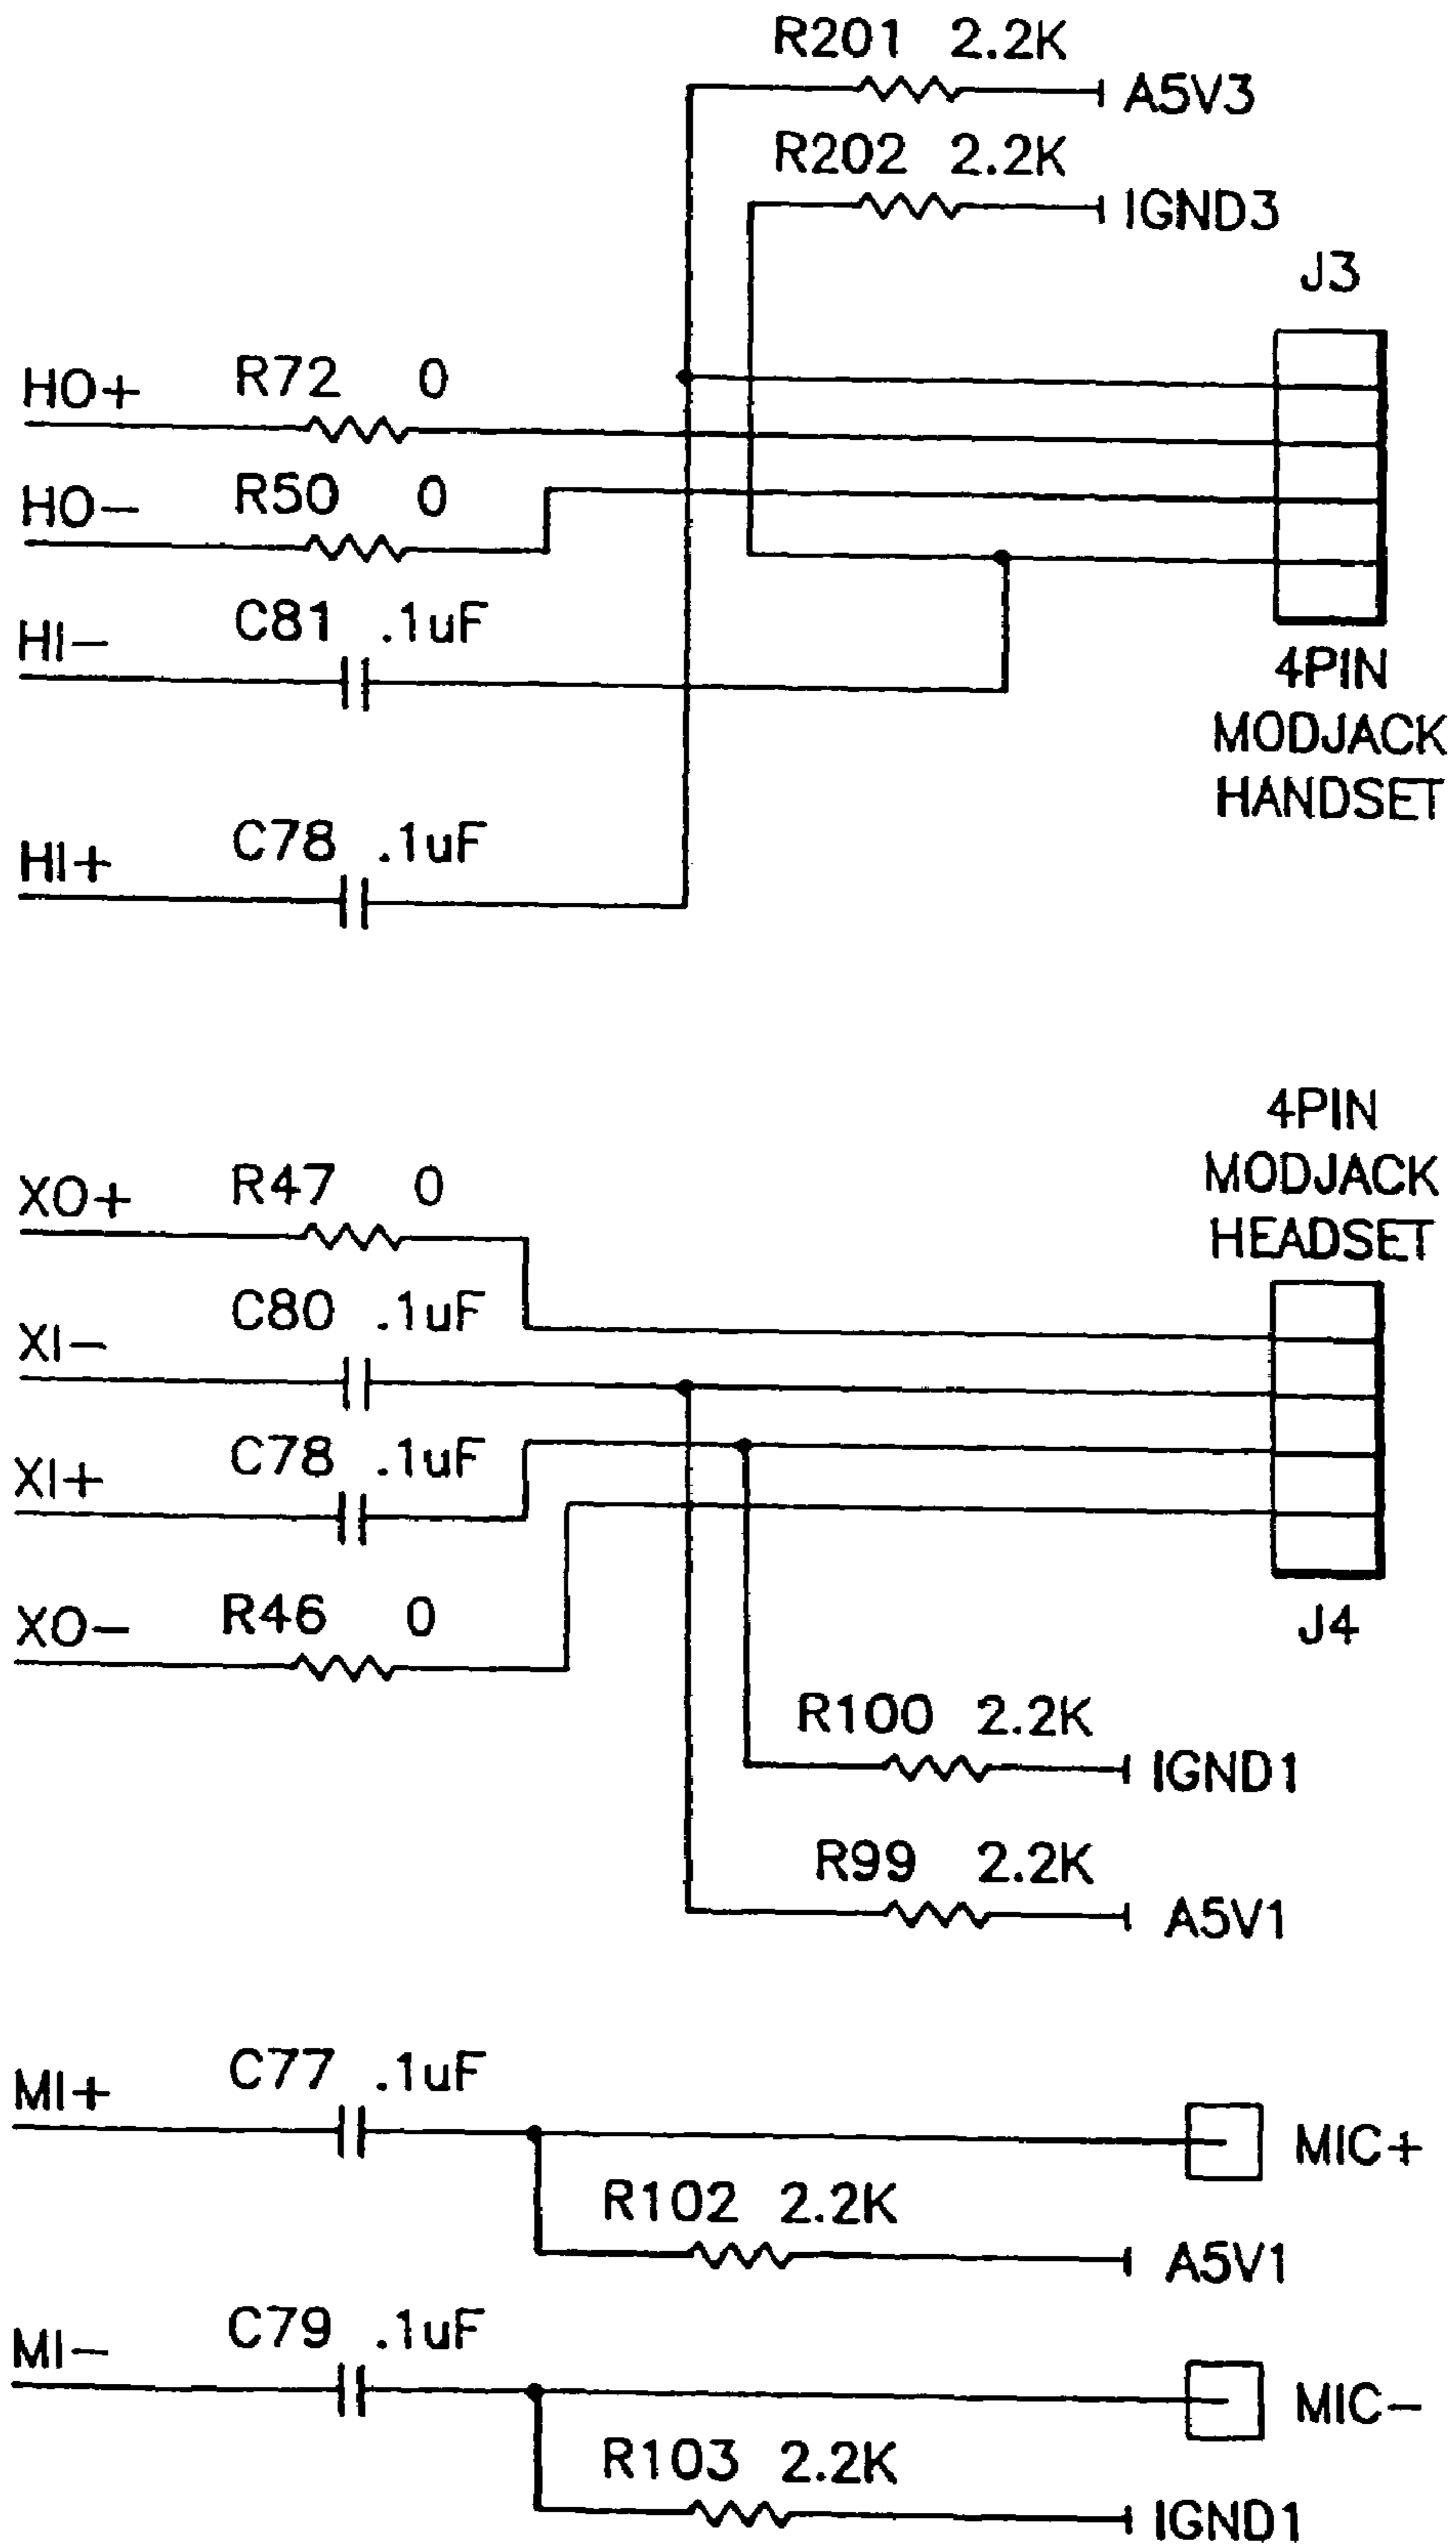 R201 2.2K
A5V3
R202 2.2K
IGND3
J3
HO+
R72 0
HO-
R50 0
HI-
C81 .1uF
4PIN
MODJACK
HANDSET
HI+
C78 .1uF
4PIN
MODJACK
HEADSET
XO+
R47 0
XI-
C80 .1uF
XI+
C78 .1uF
XO-
R46 0
J4
R100 2.2K
IGND1
R99 2.2K
A5V1
MI+
C77 .1uF
MIC+
R102 2.2K
A5V1
MI-
C79 .1uF
MIC-
R103 2.2K
IGND1